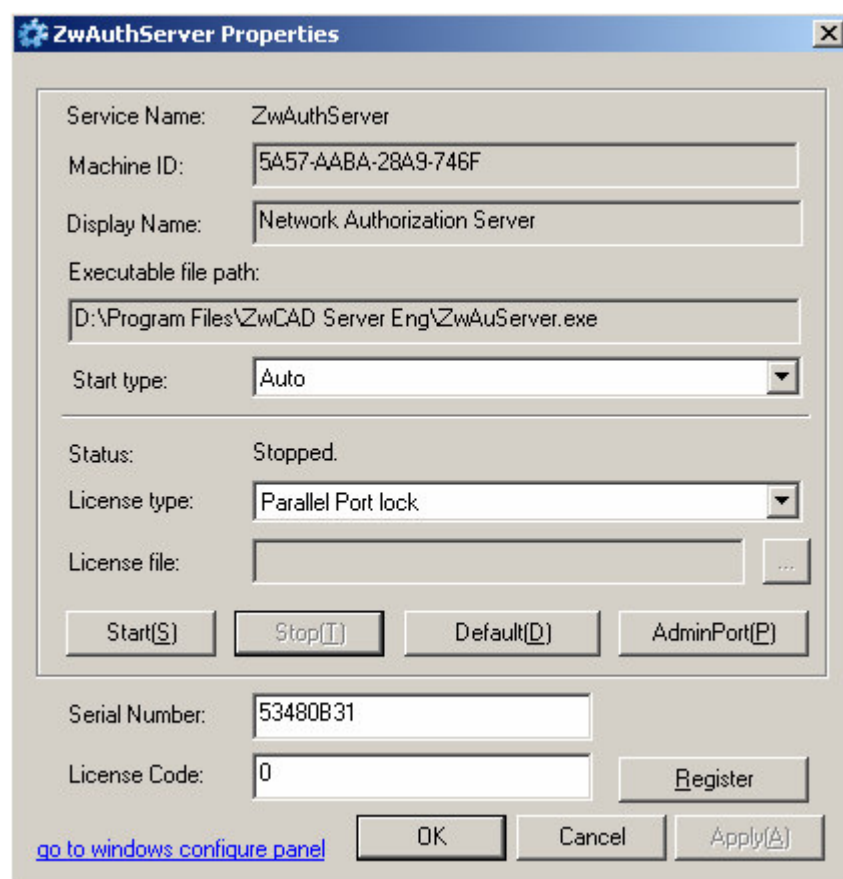 ZwAuthServer Properties
Service Name: ZwAuthServer
Machine ID: 5A57-AABA-28A9-746F
Display Name: Network Authorization Server
Executable file path:
D:\Program Files\ZwCAD Server Eng\ZwAuServer.exe
Start type: Auto
Status: Stopped.
License type: Parallel Port lock
License file: ...
Start(S) Stop(T) Default(D) AdminPort(P)
Serial Number: 53480B31
License Code: 0
Register
go to windows configure panel OK Cancel Apply(A)